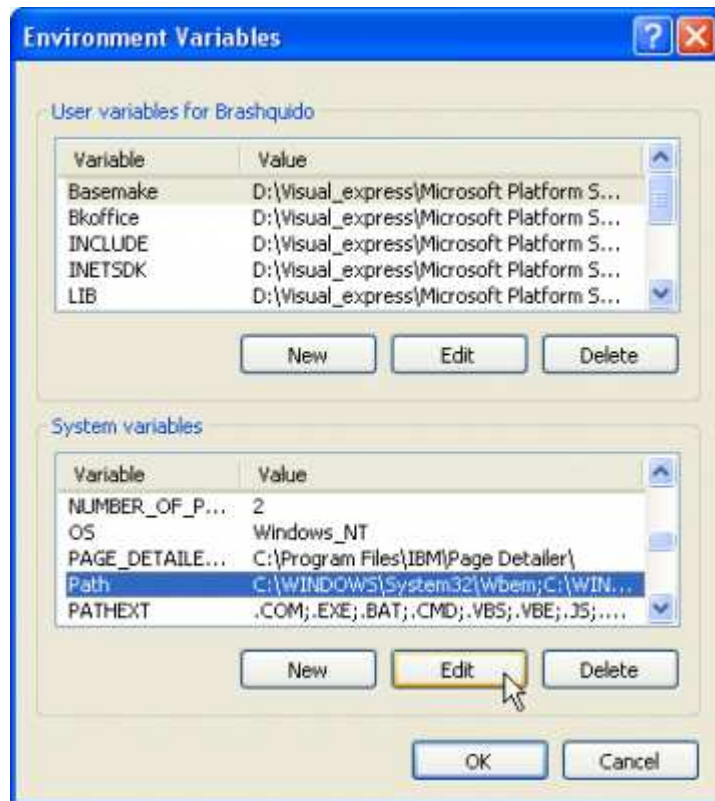 Environment Variables
User variables for Brashquido
Variable Value
Basemake D:\Visual_express\Microsoft Platform S...
Bkoffice D:\Visual_express\Microsoft Platform S...
INCLUDE D:\Visual_express\Microsoft Platform S...
INETSDK D:\Visual_express\Microsoft Platform S...
LIB D:\Visual_express\Microsoft Platform S...
New Edit Delete
System variables
Variable Value
NUMBER_OF_P... 2
OS Windows_NT
PAGE_DETAILE... C:\Program Files\IBM\Page Detailer\
Path C:\WINDOWS\System32\Wbem;C:\WIN...
PATHEXT .COM;.EXE;.BAT;.CMD;.VBS;.VBE;.JS;....
New Edit Delete
OK Cancel